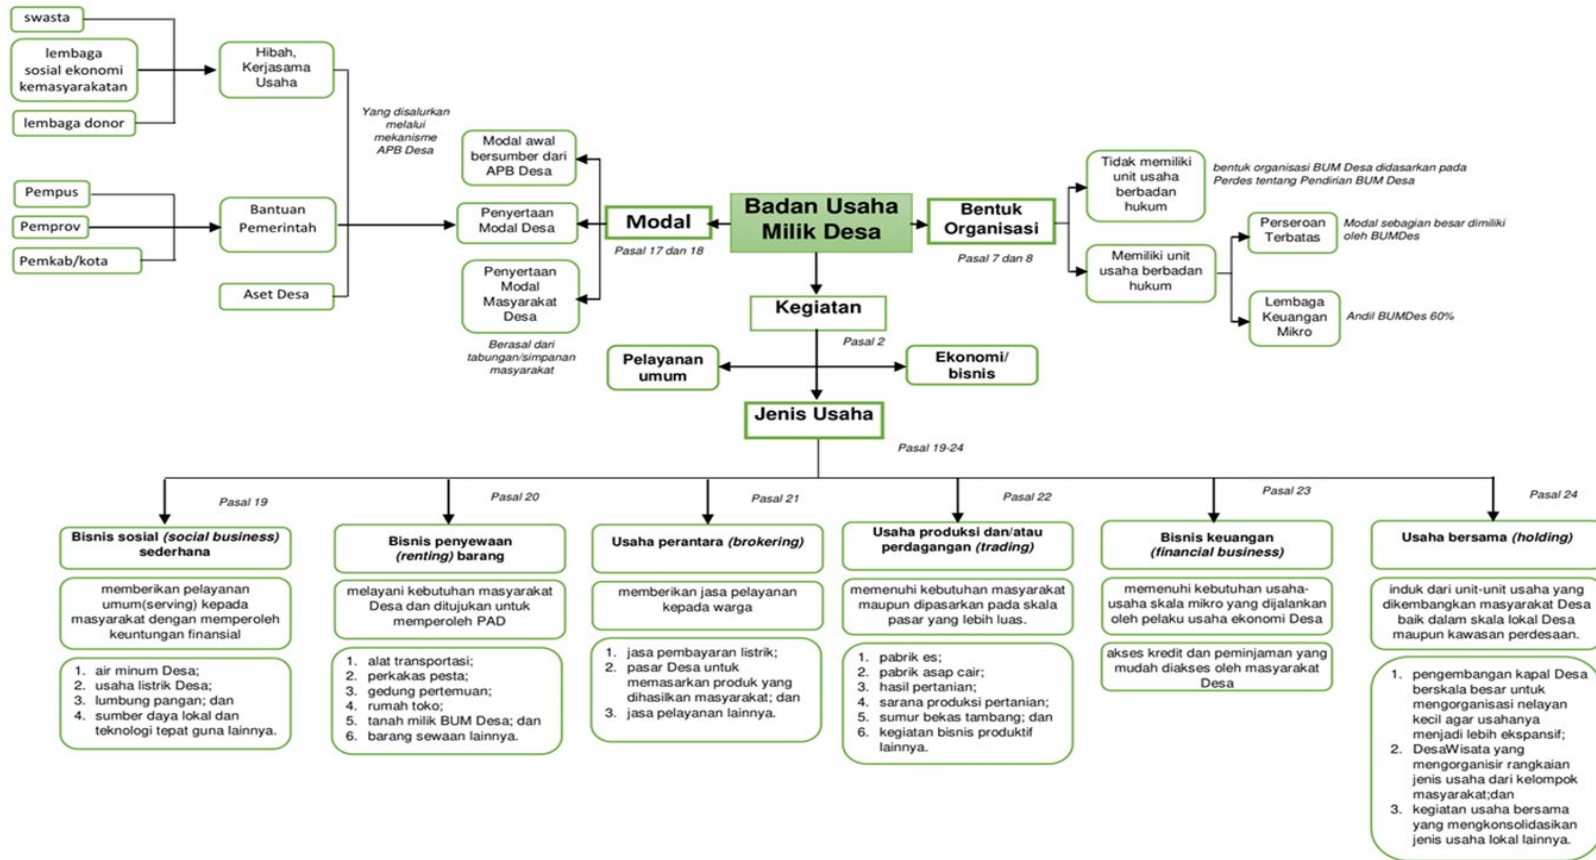 swasta
lembaga
sosial ekonomi
kemasyarakatan
lembaga donor
Hibah,
Kerjasama
Usaha
Pempus
Pemprov
Pemkab/kota
Bantuan
Pemerintah
Aset Desa
Yang disalurkan
melalui
mekanisme
APB Desa
Modal awal
bersumber dari
APB Desa
Penyertaan
Modal Desa
Penyertaan
Modal
Masyarakat
Desa
Berasal dari
tabungan/simpanan
masyarakat
Modal
Pasal 17 dan 18
Badan Usaha
Milik Desa
Bentuk
Organisasi
Pasal 7 dan 8
Tidak memiliki
unit usaha
berbadan
hukum
bentuk organisasi BUM Desa didasarkan pada
Perdes tentang Pendirian BUM Desa
Memiliki unit
usaha berbadan
hukum
Perseroan
Terbatas
Modal sebagian besar dimiliki
oleh BUMDes
Lembaga
Keuangan
Mikro
Andil BUMDes 60%
Kegiatan
Pasal 2
Pelayanan
umum
Ekonomi/
bisnis
Jenis Usaha
Pasal 19-24
Pasal 19
Bisnis sosial (social business)
sederhana
memberikan pelayanan
umum(serving) kepada
masyarakat dengan memperoleh
keuntungan finansial
1. air minum Desa;
2. usaha listrik Desa;
3. lumbung pangan; dan
4. sumber daya lokal dan
teknologi tepat guna lainnya.
Pasal 20
Bisnis penyewaan
(renting) barang
melayani kebutuhan masyarakat
Desa dan ditujukan untuk
memperoleh PAD
1. alat transportasi;
2. perkakas pesta;
3. gedung pertemuan;
4. rumah toko;
5. tanah milik BUM Desa; dan
6. barang sewaan lainnya.
Pasal 21
Usaha perantara (brokering)
memberikan jasa pelayanan
kepada warga
1. jasa pembayaran listrik;
2. pasar Desa untuk
memasarkan produk yang
dihasilkan masyarakat; dan
3. jasa pelayanan lainnya.
Pasal 22
Usaha produksi dan/atau
perdagangan (trading)
memenuhi kebutuhan masyarakat
maupun dipasarkan pada skala
pasar yang lebih luas.
1. pabrik es;
2. pabrik asap cair;
3. hasil pertanian;
4. sarana produksi pertanian;
5. sumur bekas tambang; dan
6. kegiatan bisnis produktif
lainnya.
Pasal 23
Bisnis keuangan
(financial business)
memenuhi kebutuhan usaha-
usaha skala mikro yang dijalankan
oleh pelaku usaha ekonomi Desa
akses kredit dan peminjaman yang
mudah diakses oleh masyarakat
Desa
Pasal 24
Usaha bersama (holding)
induk dari unit-unit usaha yang
dikembangkan masyarakat Desa
baik dalam skala lokal Desa
maupun kawasan perdesaan.
1. pengembangan kapal Desa
berskala besar untuk
mengorganisasi nelayan
kecil agar usahanya
menjadi lebih ekspansif;
2. DesaWisata yang
mengorganisir rangkaian
jenis usaha dari kelompok
masyarakat;dan
3. kegiatan usaha bersama
yang mengkonsolidasikan
jenis usaha lokal lainnya.